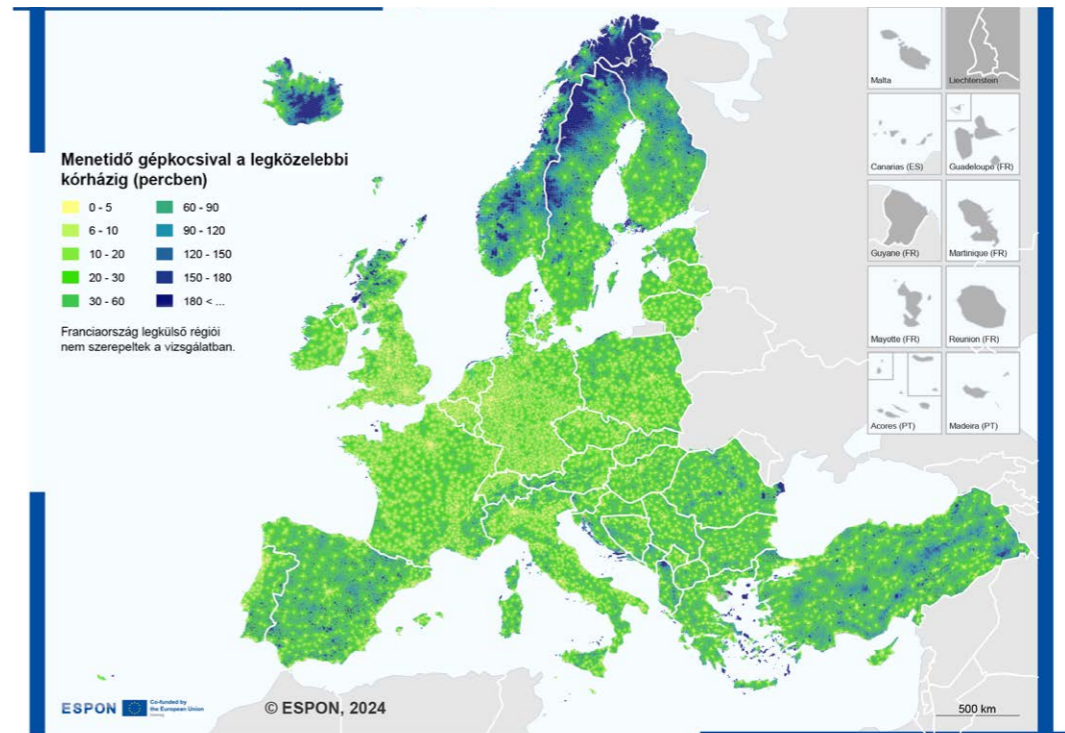 Menetidő gépkocsival a legközelebbi
kórházig (percben)
0 - 5
6 - 10
10 - 20
20 - 30
30 - 60
60 - 90
90 - 120
120 - 150
150 - 180
180 < ...
Franciaország legkülső régiói
nem szerepeltek a vizsgálatban.
Malta
Liechtenstein
Canarias (ES)
Guadeloupe (FR)
Guyane (FR)
Martinique (FR)
Mayotte (FR)
Reunion (FR)
Acores (PT)
Madeira (PT)
ESPON
Co-funded by
the European Union
© ESPON, 2024
500 km